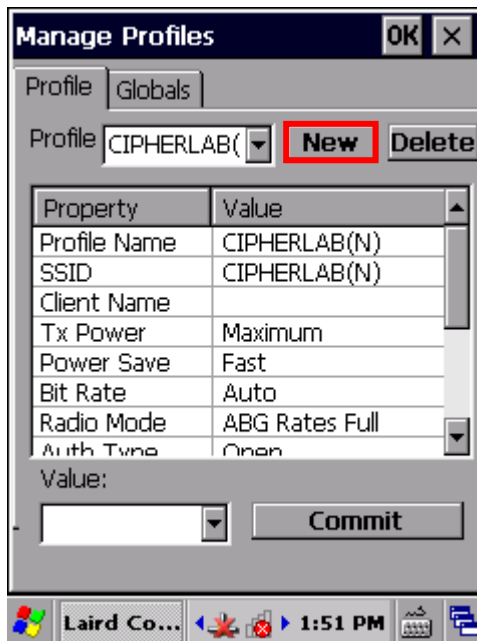 Manage Profiles OK ×
Profile Globals
Profile CIPHERLAB( New Delete
Property Value
Profile Name CIPHERLAB(N)
SSID CIPHERLAB(N)
Client Name
Tx Power Maximum
Power Save Fast
Bit Rate Auto
Radio Mode ABG Rates Full
Auth Type Open
Value:
Commit
Laird Co... 1:51 PM